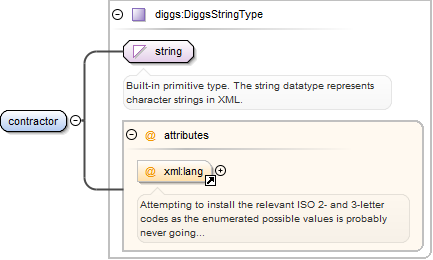 diggs:DiggsStringType
string
Built-in primitive type. The string datatype represents
character strings in XML.
contractor
@ attributes
@ xml:lang
Attempting to install the relevant ISO 2- and 3-letter
codes as the enumerated possible values is probably
never going...